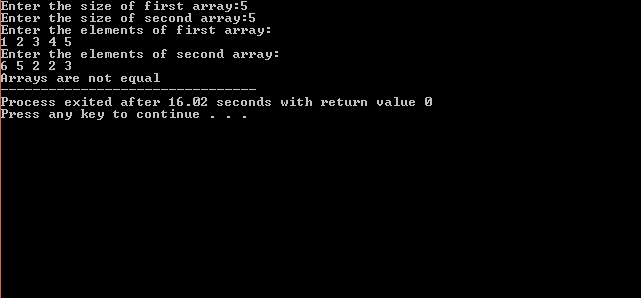 Enter the size of first array:5
Enter the size of second array:5
Enter the elements of first array:
1 2 3 4 5
Enter the elements of second array:
6 5 2 2 3
Arrays are not equal
--------------------------------
Process exited after 16.02 seconds with return value 0
Press any key to continue . . .